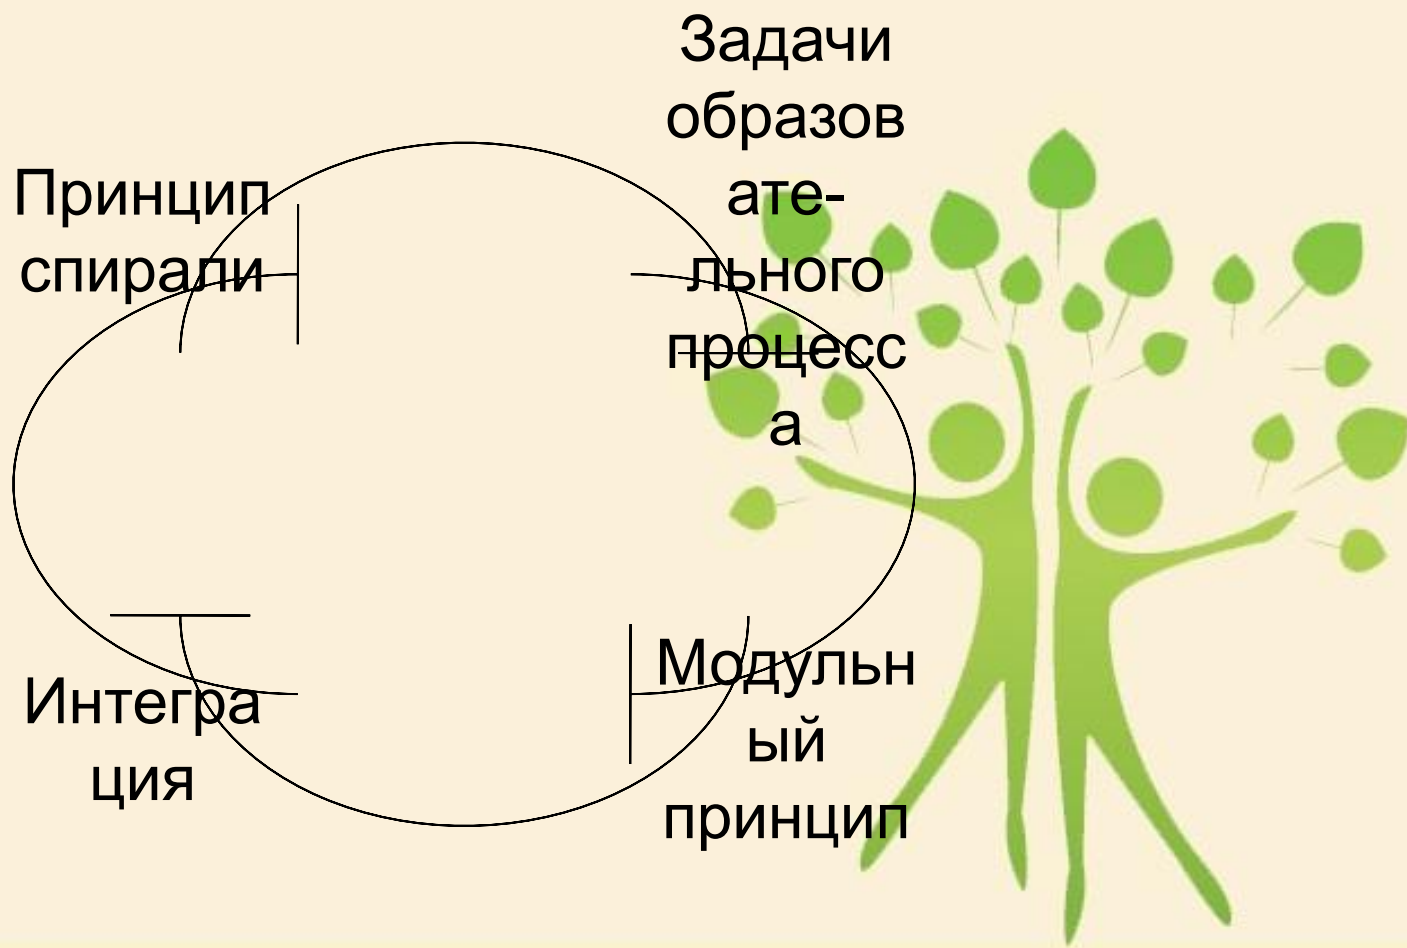 Принцип
спирали
Задачи
образов
ате-
льного
процесс
а
Интегра
ция
Модульн
ый
принцип